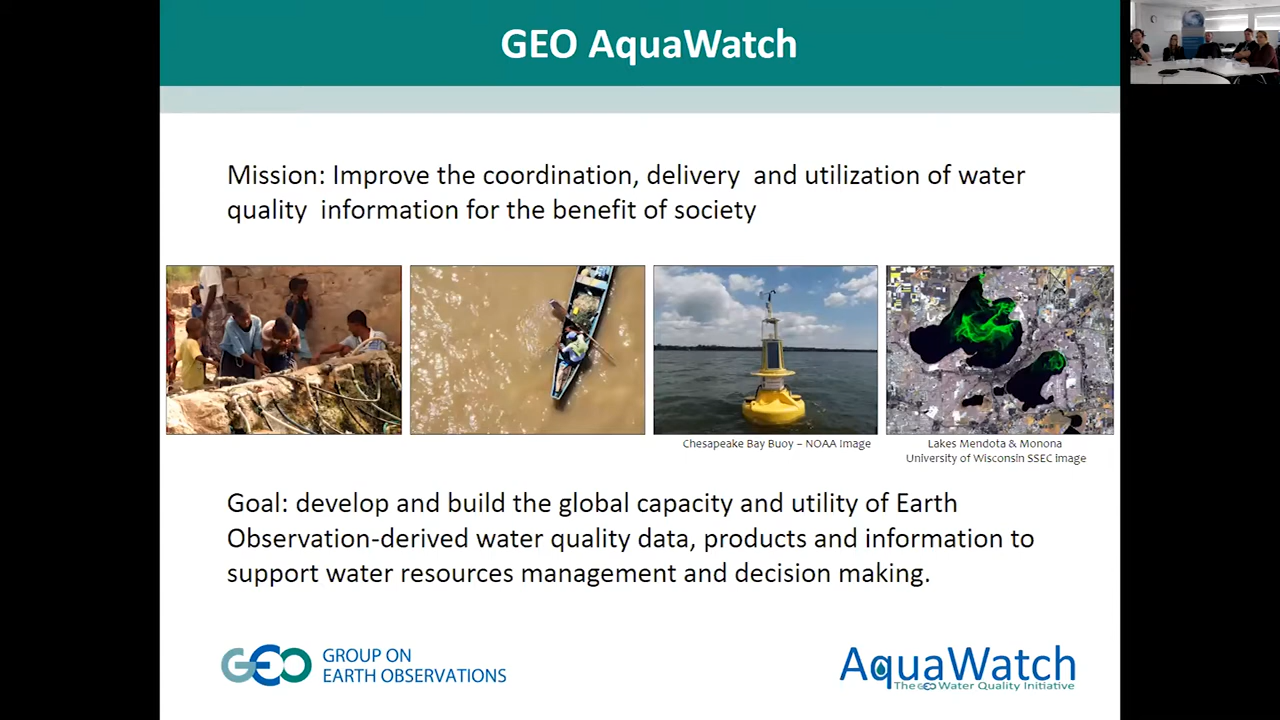 GEO AquaWatch
Mission: Improve the coordination, delivery and utilization of water
quality information for the benefit of society
Chesapeake Bay Buoy – NOAA Image
Lakes Mendota & Monona
University of Wisconsin SSEC image
Goal: develop and build the global capacity and utility of Earth
Observation-derived water quality data, products and information to
support water resources management and decision making.
GEO
GROUP ON
EARTH OBSERVATIONS
AquaWatch
The GEO Water Quality Initiative